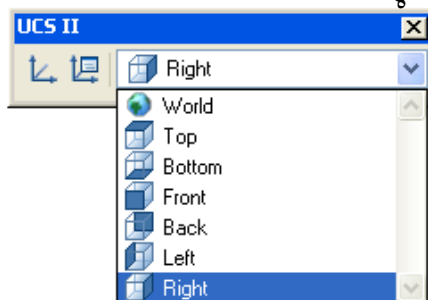 UCS II
Right
World
Top
Bottom
Front
Back
Left
Right